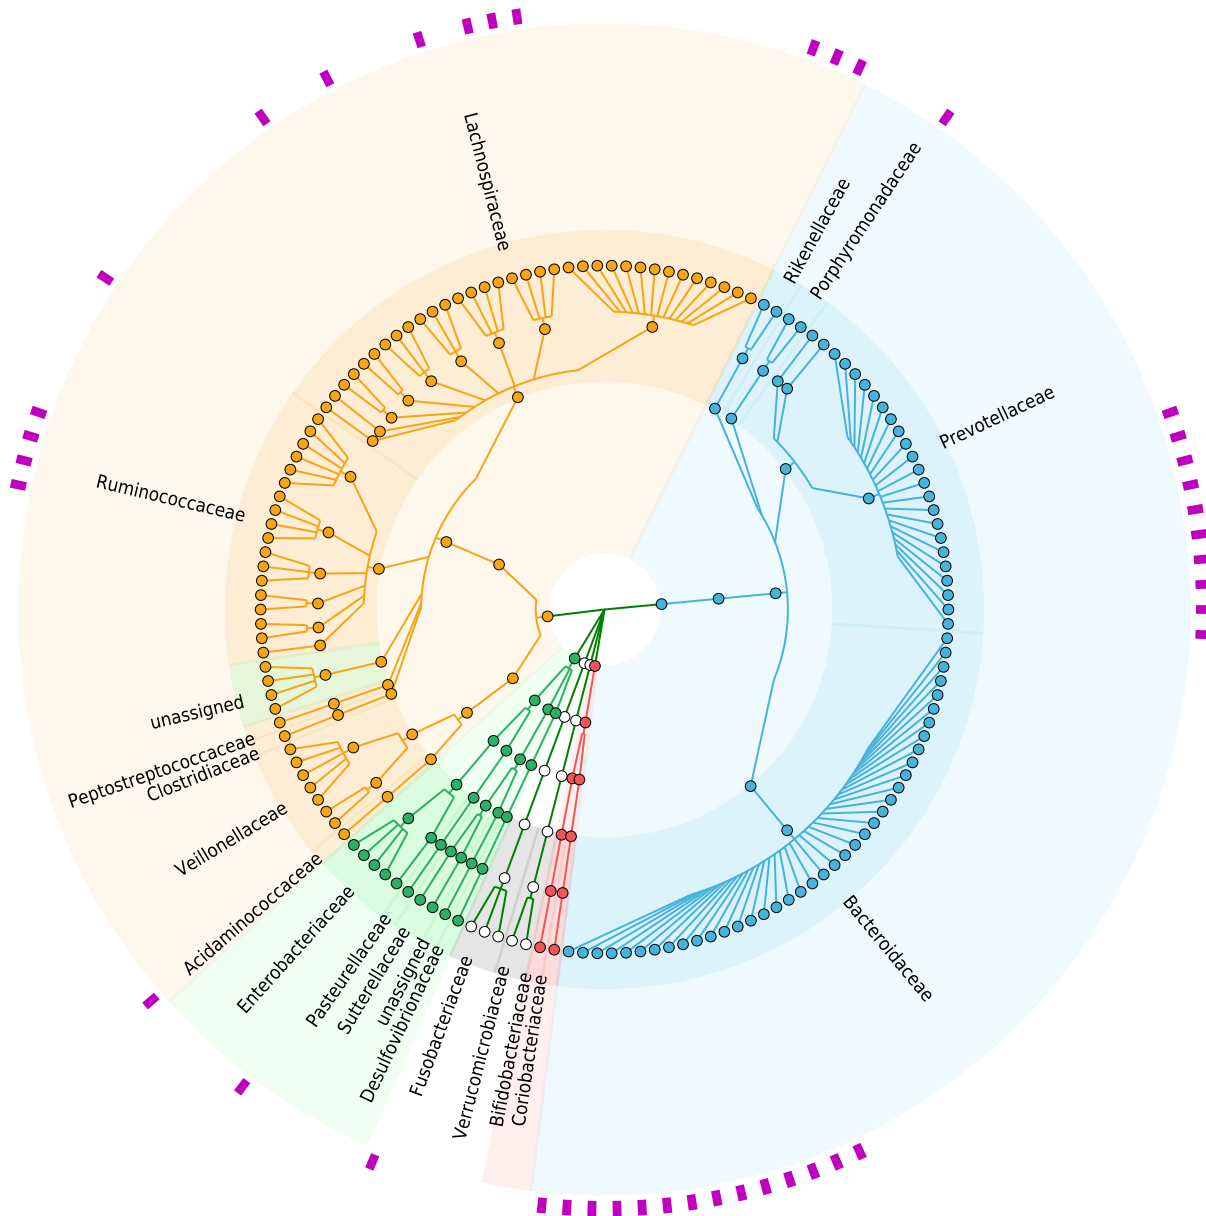 Lachnospiraceae
Rikenellaceae
Porphyromonadaceae
Prevotellaceae
Ruminococcaceae
unassigned
Peptostreptococcaceae
Clostridiaceae
Veillonellaceae
Acidaminococcaceae
Enterobacteriaceae
Pasteurellaceae
Sutterellaceae
unassigned
Desulfovibrionaceae
Fusobacteriaceae
Verrucomicrobiaceae
Bifidobacteriaceae
Coriobacteriaceae
Bacteroidaceae